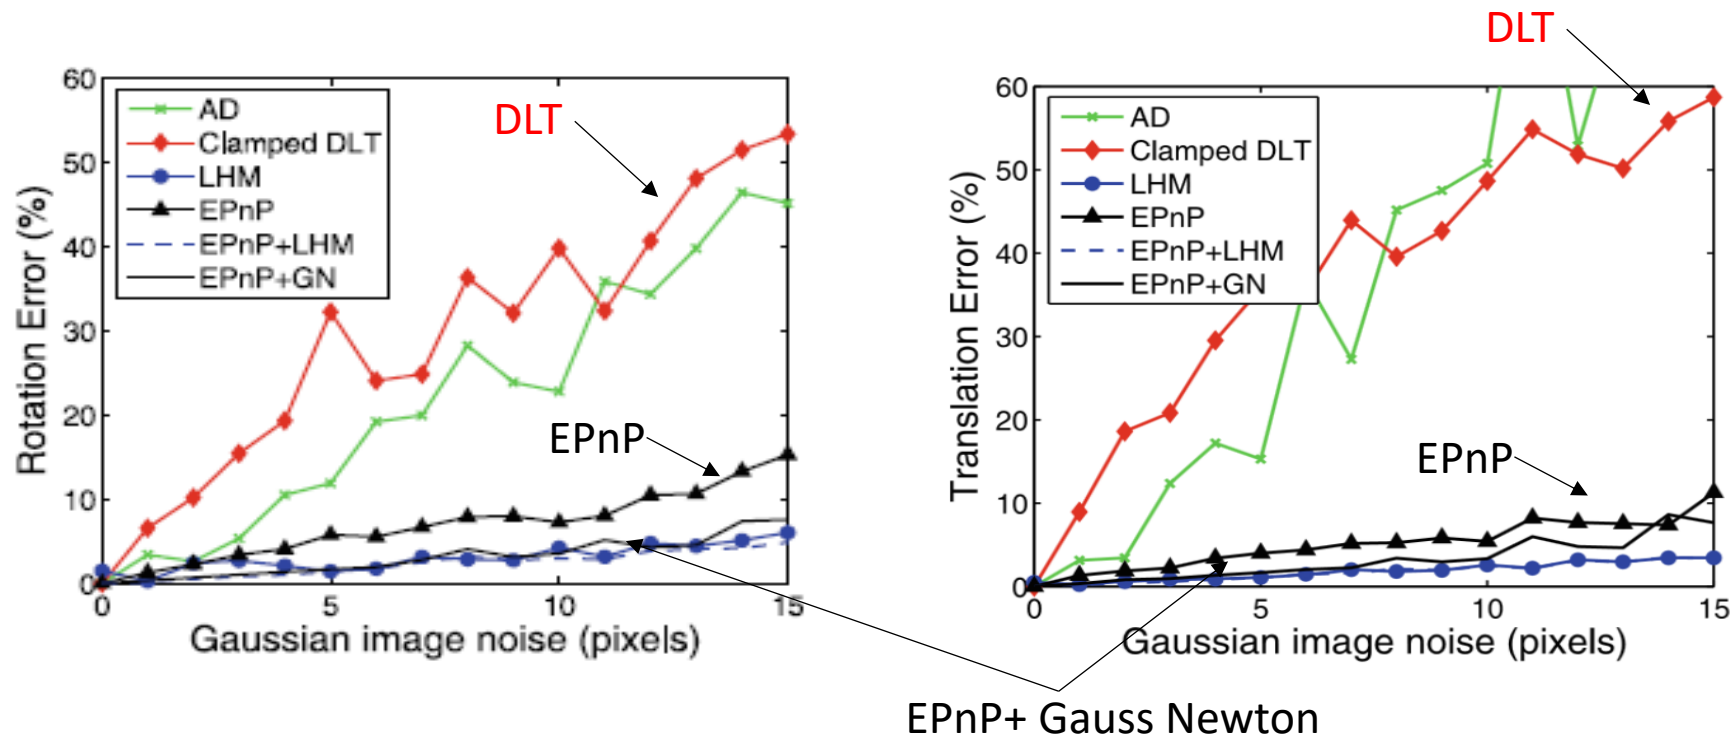 DLT
60
50
40
30
20
10
0
Rotation Error (%)
AD
Clamped DLT
LHM
EPnP
EPnP+LHM
EPnP+GN
DLT
EPnP
0 5 10 15
Gaussian image noise (pixels)
60
50
40
30
20
10
0
Translation Error (%)
AD
Clamped DLT
LHM
EPnP
EPnP+LHM
EPnP+GN
EPnP
0 5 10 15
Gaussian image noise (pixels)
EPnP+ Gauss Newton